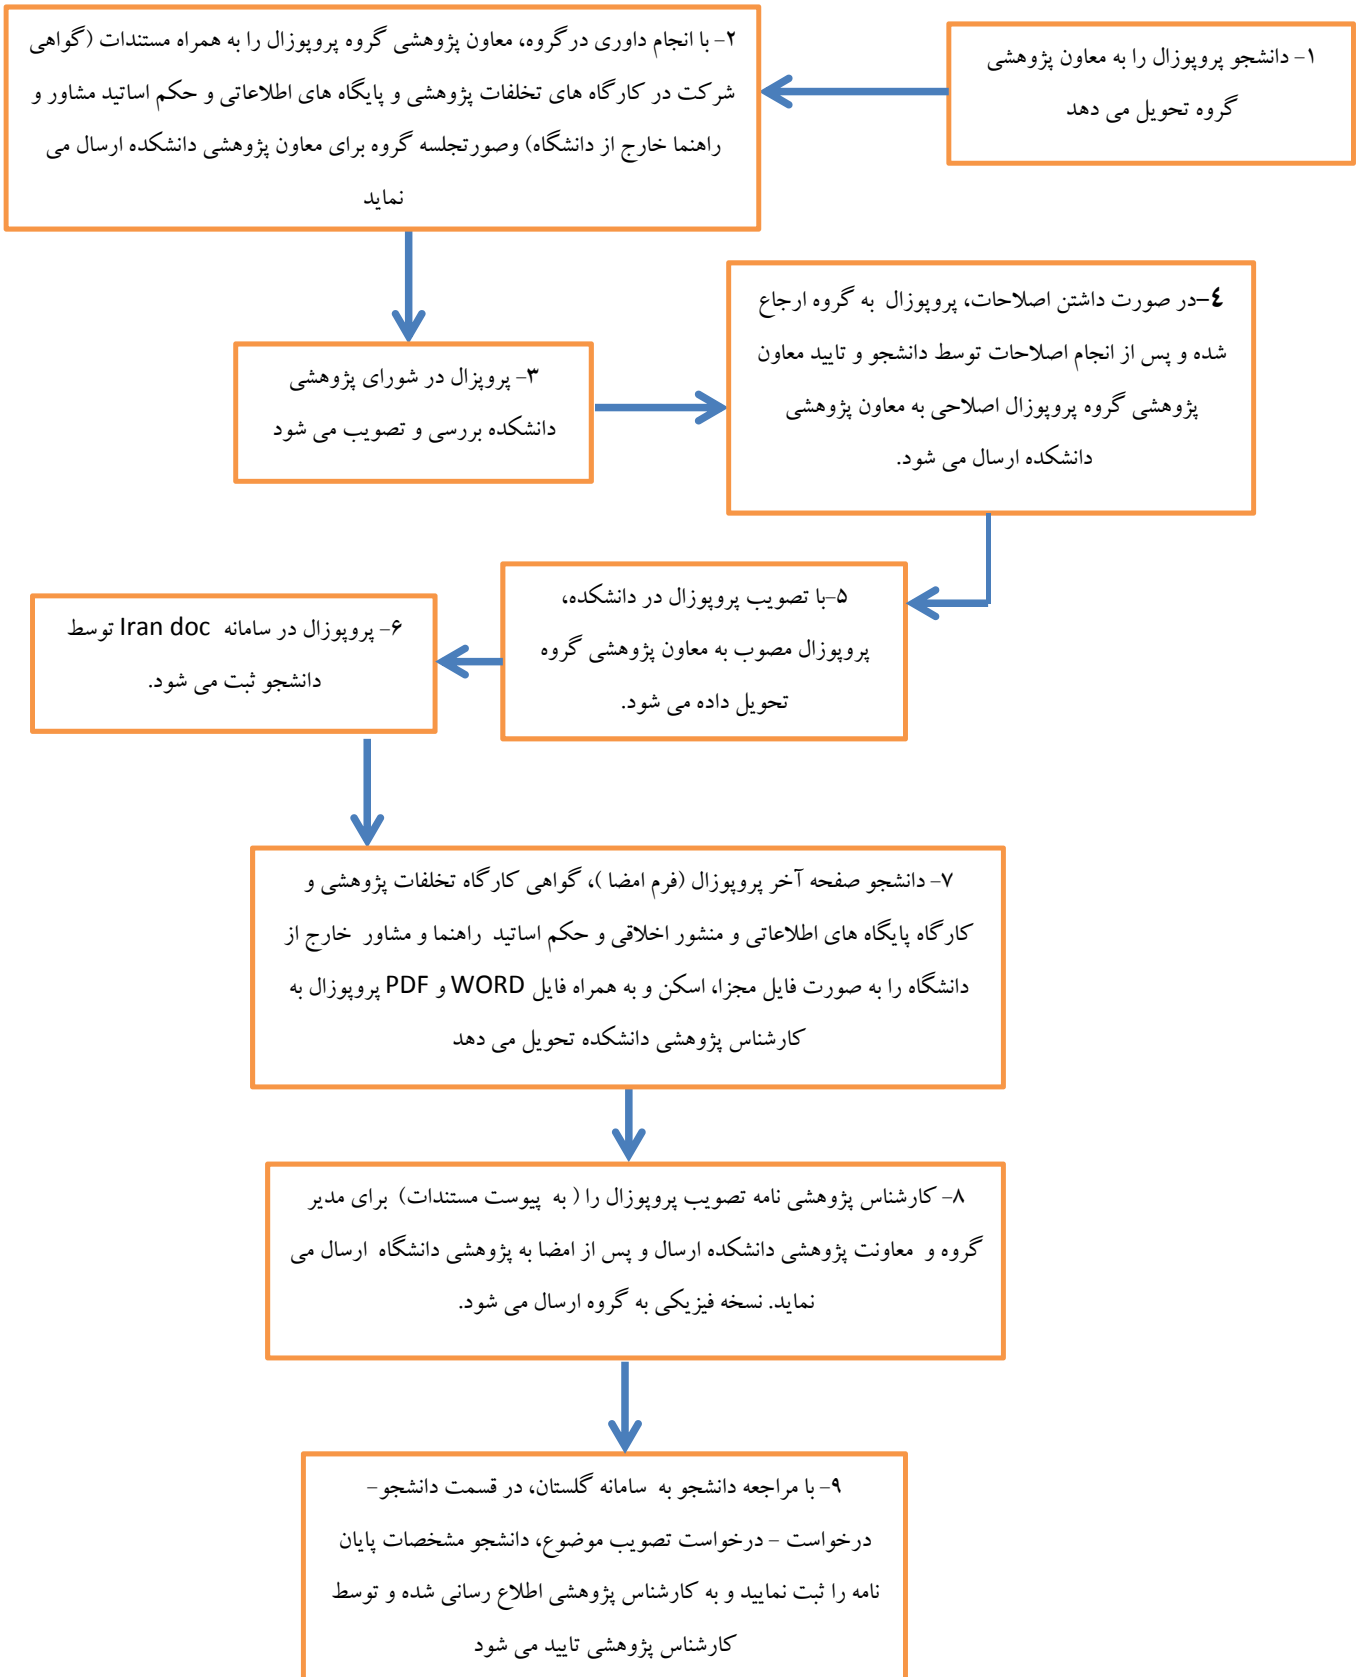 ۱- دانشجو پروپوزال را به معاون پژوهشی
گروه تحویل می دهد
۲- با انجام داوری درگروه، معاون پژوهشی گروه پروپوزال را به همراه مستندات (گواهی
شرکت در کارگاه های تخلفات پژوهشی و پایگاه های اطلاعاتی و حکم اساتید مشاور و
راهنما خارج از دانشگاه) وصورتجلسه گروه برای معاون پژوهشی دانشکده ارسال می
نماید
۳- پروپزال در شورای پژوهشی
دانشکده بررسی و تصویب می شود
٤-در صورت داشتن اصلاحات، پروپوزال به گروه ارجاع
شده و پس از انجام اصلاحات توسط دانشجو و تایید معاون
پژوهشی گروه پروپوزال اصلاحی به معاون پژوهشی
دانشکده ارسال می شود.
۵-با تصویب پروپوزال در دانشکده،
پروپوزال مصوب به معاون پژوهشی گروه
تحویل داده می شود.
۶- پروپوزال در سامانه Iran doc توسط
دانشجو ثبت می شود.
۷- دانشجو صفحه آخر پروپوزال (فرم امضا )، گواهی کارگاه تخلفات پژوهشی و
کارگاه پایگاه های اطلاعاتی و منشور اخلاقی و حکم اساتید راهنما و مشاور خارج از
دانشگاه را به صورت فایل مجزا، اسکن و به همراه فایل WORD و PDF پروپوزال به
کارشناس پژوهشی دانشکده تحویل می دهد
۸- کارشناس پژوهشی نامه تصویب پروپوزال را ( به پیوست مستندات) برای مدیر
گروه و معاونت پژوهشی دانشکده ارسال و پس از امضا به پژوهشی دانشگاه ارسال می
نماید. نسخه فیزیکی به گروه ارسال می شود.
۹- با مراجعه دانشجو به سامانه گلستان، در قسمت دانشجو-
درخواست - درخواست تصویب موضوع، دانشجو مشخصات پایان
نامه را ثبت نمایید و به کارشناس پژوهشی اطلاع رسانی شده و توسط
کارشناس پژوهشی تایید می شود